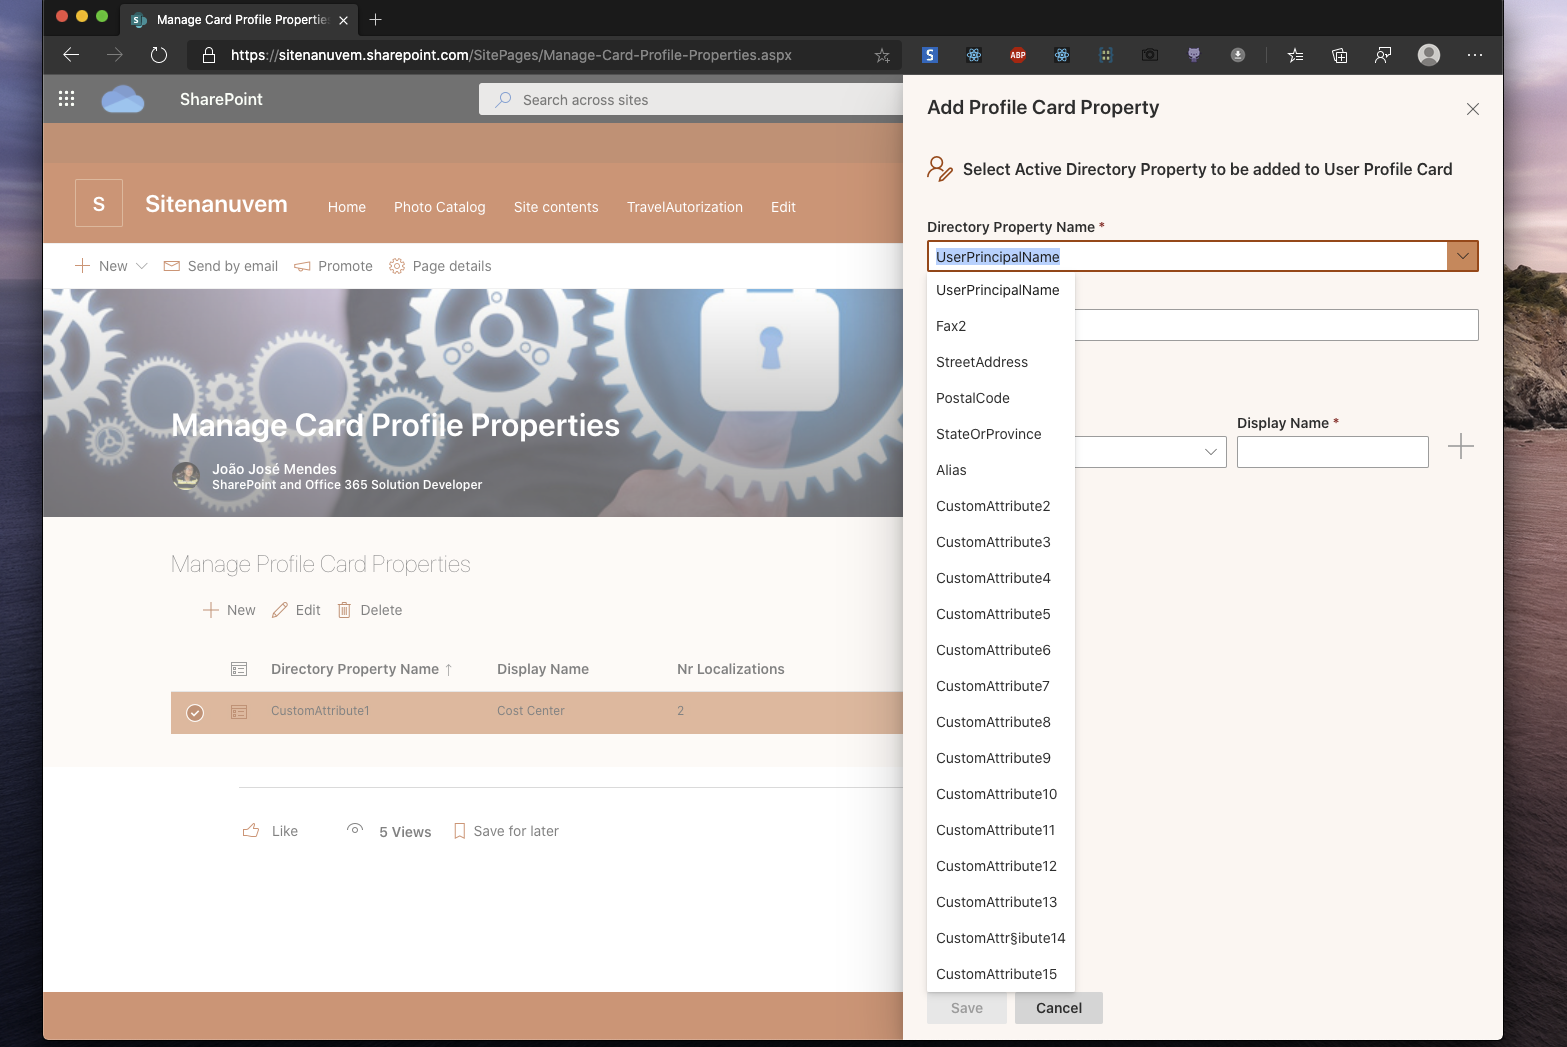 Manage Card Profile Propertie
https://sitenanuvem.sharepoint.com/SitePages/Manage-Card-Profile-Properties.aspx
S
ABP
SharePoint
Search across sites
S
Sitenanuvem
Home
Photo Catalog
Site contents
TravelAutorization
Edit
New
Send by email
Promote
Page details
Manage Card Profile Properties
João José Mendes
SharePoint and Office 365 Solution Developer
Manage Profile Card Properties
New
Edit
Delete
Directory Property Name ↑
Display Name
Nr Localizations
CustomAttribute1
Cost Center
2
Like
5 Views
Save for later
Add Profile Card Property
Select Active Directory Property to be added to User Profile Card
Directory Property Name *
UserPrincipalName
UserPrincipalName
Fax2
StreetAddress
PostalCode
StateOrProvince
Alias
CustomAttribute2
CustomAttribute3
CustomAttribute4
CustomAttribute5
CustomAttribute6
CustomAttribute7
CustomAttribute8
CustomAttribute9
CustomAttribute10
CustomAttribute11
CustomAttribute12
CustomAttribute13
CustomAttr§ibute14
CustomAttribute15
Display Name *
Save
Cancel